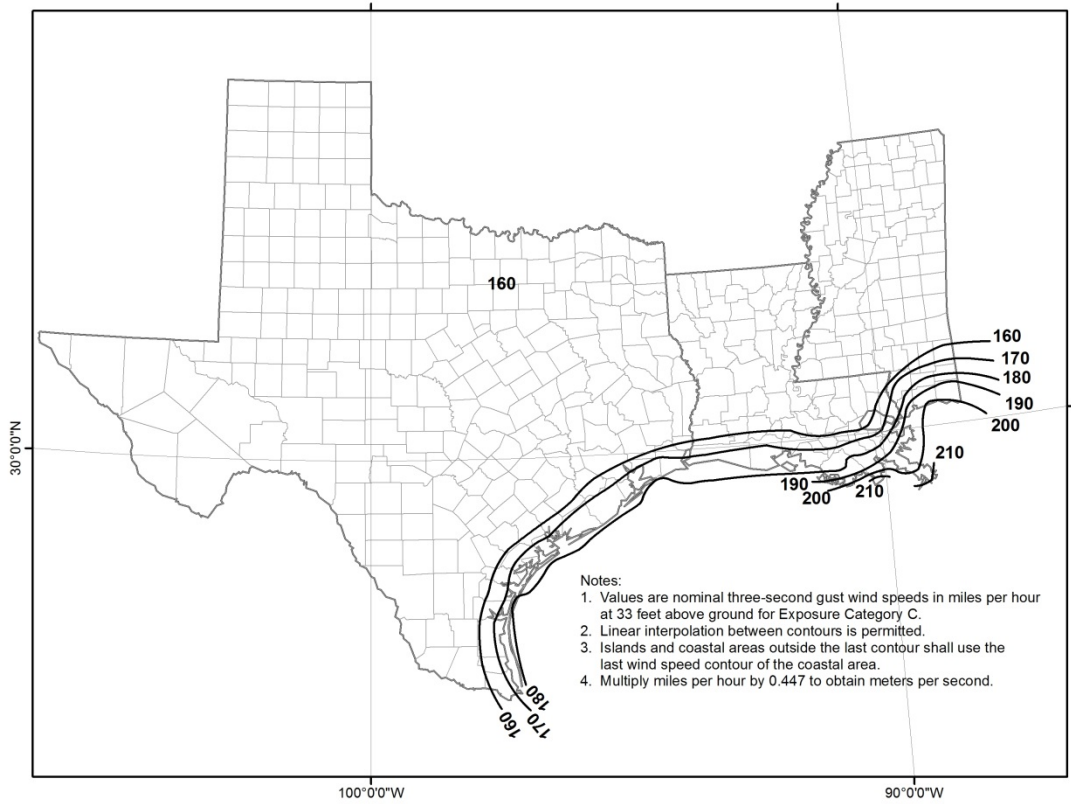 160
160
170
180
190
200
210
190
200
210
30°0'0"N
Notes:
1. Values are nominal three-second gust wind speeds in miles per hour
at 33 feet above ground for Exposure Category C.
2. Linear interpolation between contours is permitted.
3. Islands and coastal areas outside the last contour shall use the
last wind speed contour of the coastal area.
4. Multiply miles per hour by 0.447 to obtain meters per second.
180
170
160
100°0'0"W
90°0'0"W